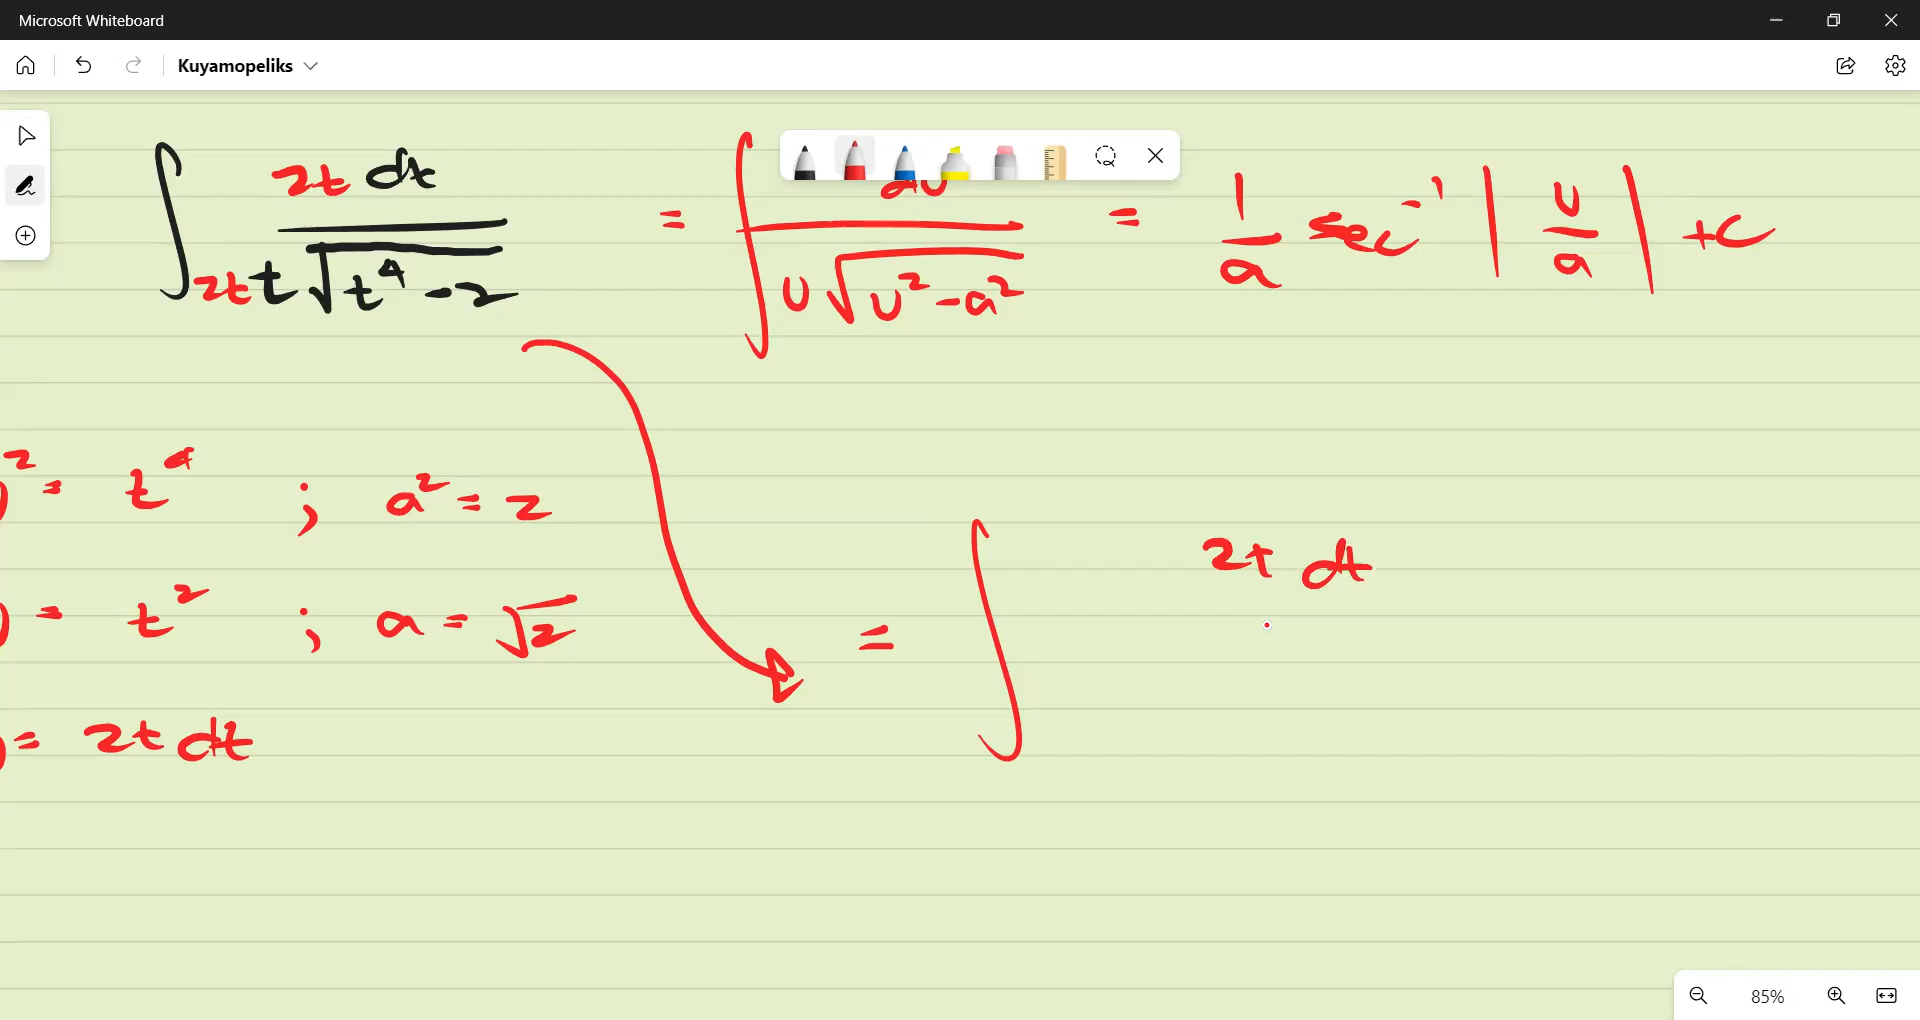 Microsoft Whiteboard
Kuyamopeliks
∫ 2t dt / 2t t √(t⁴ - 2) = ∫ du / u √(u² - a²) = 1/a sec⁻¹ | u/a | + c
² = t⁴ ; a² = 2
= t² ; a = √2
= 2t dt
= ∫ 2t dt
85%